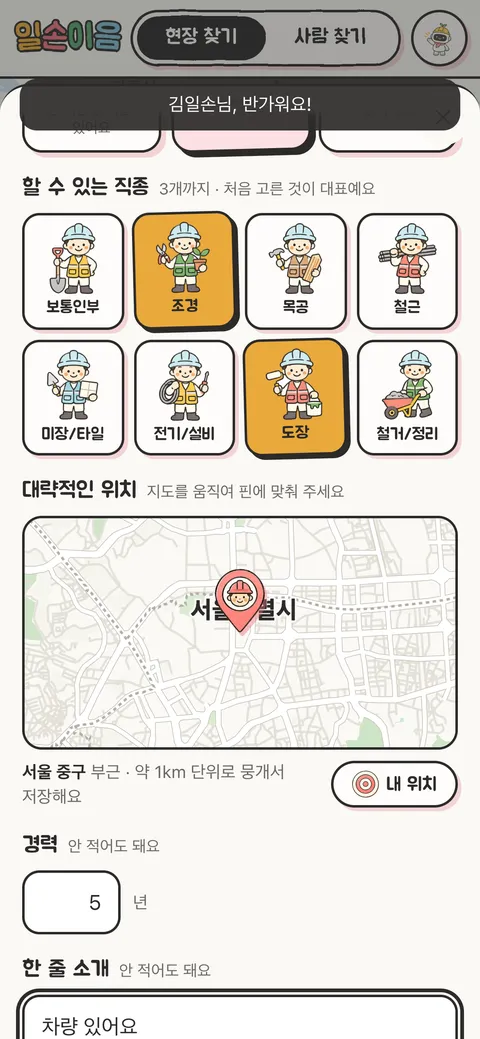 일손이음
현장 찾기
사람 찾기
김일손님, 반가워요!
있어요
할 수 있는 직종 3개까지 · 처음 고른 것이 대표예요
보통인부
조경
목공
철근
미장/타일
전기/설비
도장
철거/정리
대략적인 위치 지도를 움직여 핀에 맞춰 주세요
서울 중구 부근 · 약 1km 단위로 뭉개서
저장해요
내 위치
경력 안 적어도 돼요
5 년
한 줄 소개 안 적어도 돼요
차량 있어요